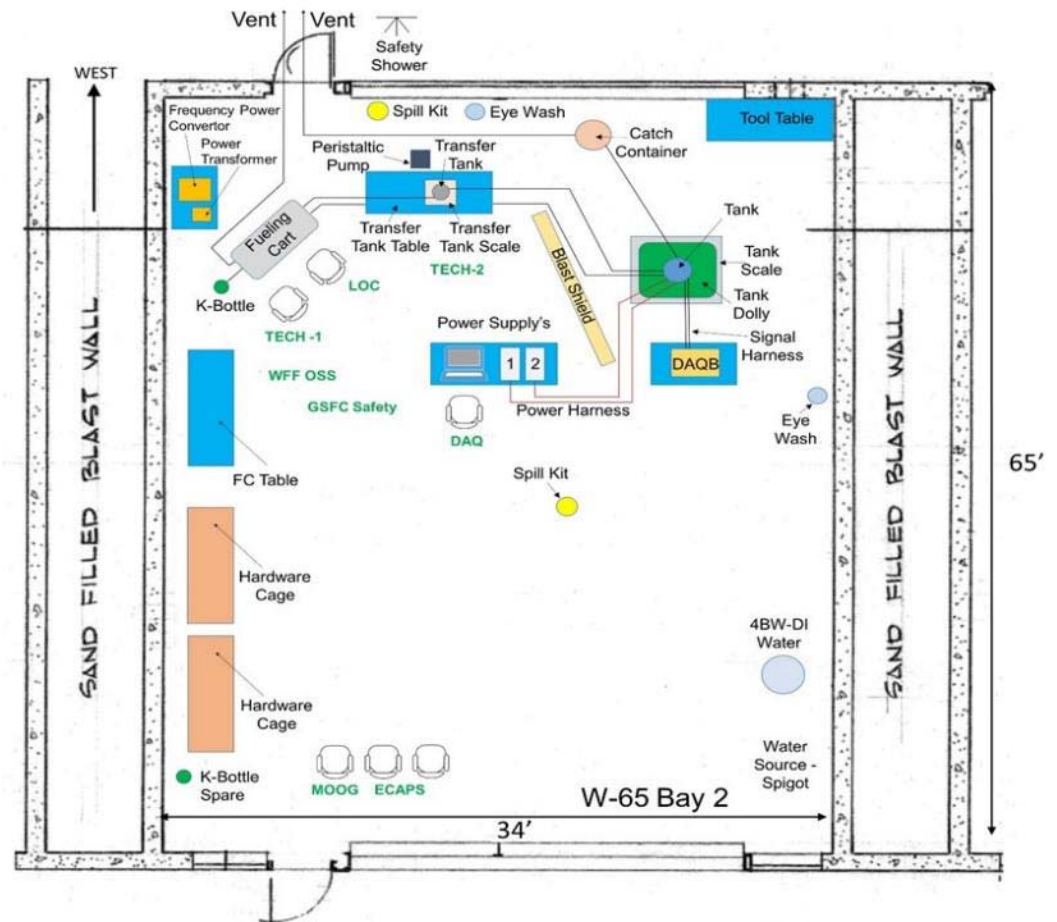 Vent
Vent
Safety
Shower
WEST
Spill Kit
Eye Wash
Tool Table
Frequency Power
Convertor
Power
Transformer
Peristaltic
Pump
Transfer
Tank
Catch
Container
Fueling
Cart
Transfer
Tank Table
Transfer
Tank Scale
Tank
Tank
Scale
Tank
Dolly
TECH-2
LOC
Blast Shield
K-Bottle
TECH -1
Power Supply's
Signal
Harness
1
2
DAQB
WFF OSS
GSFC Safety
Power Harness
DAQ
Eye
Wash
FC Table
Spill Kit
65’
SAND FILLED BLAST WALL
SAND FILLED BLAST WALL
Hardware
Cage
4BW-DI
Water
Hardware
Cage
Water
Source -
Spigot
K-Bottle
Spare
MOOG
ECAPS
W-65 Bay 2
34’